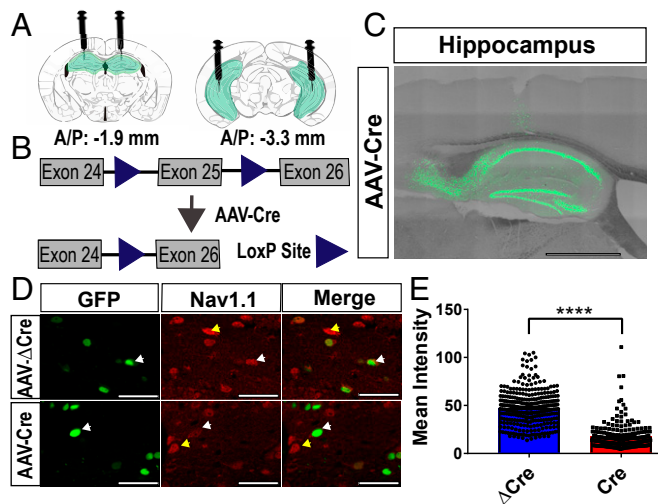 A
A/P: -1.9 mm
A/P: -3.3 mm
B
Exon 24
Exon 25
Exon 26
AAV-Cre
Exon 24
Exon 26
LoxP Site
C
Hippocampus
AAV-Cre
D
GFP
Nav1.1
Merge
AAV-ΔCre
AAV-Cre
E
****
Mean Intensity
150
100
50
0
ΔCre
Cre